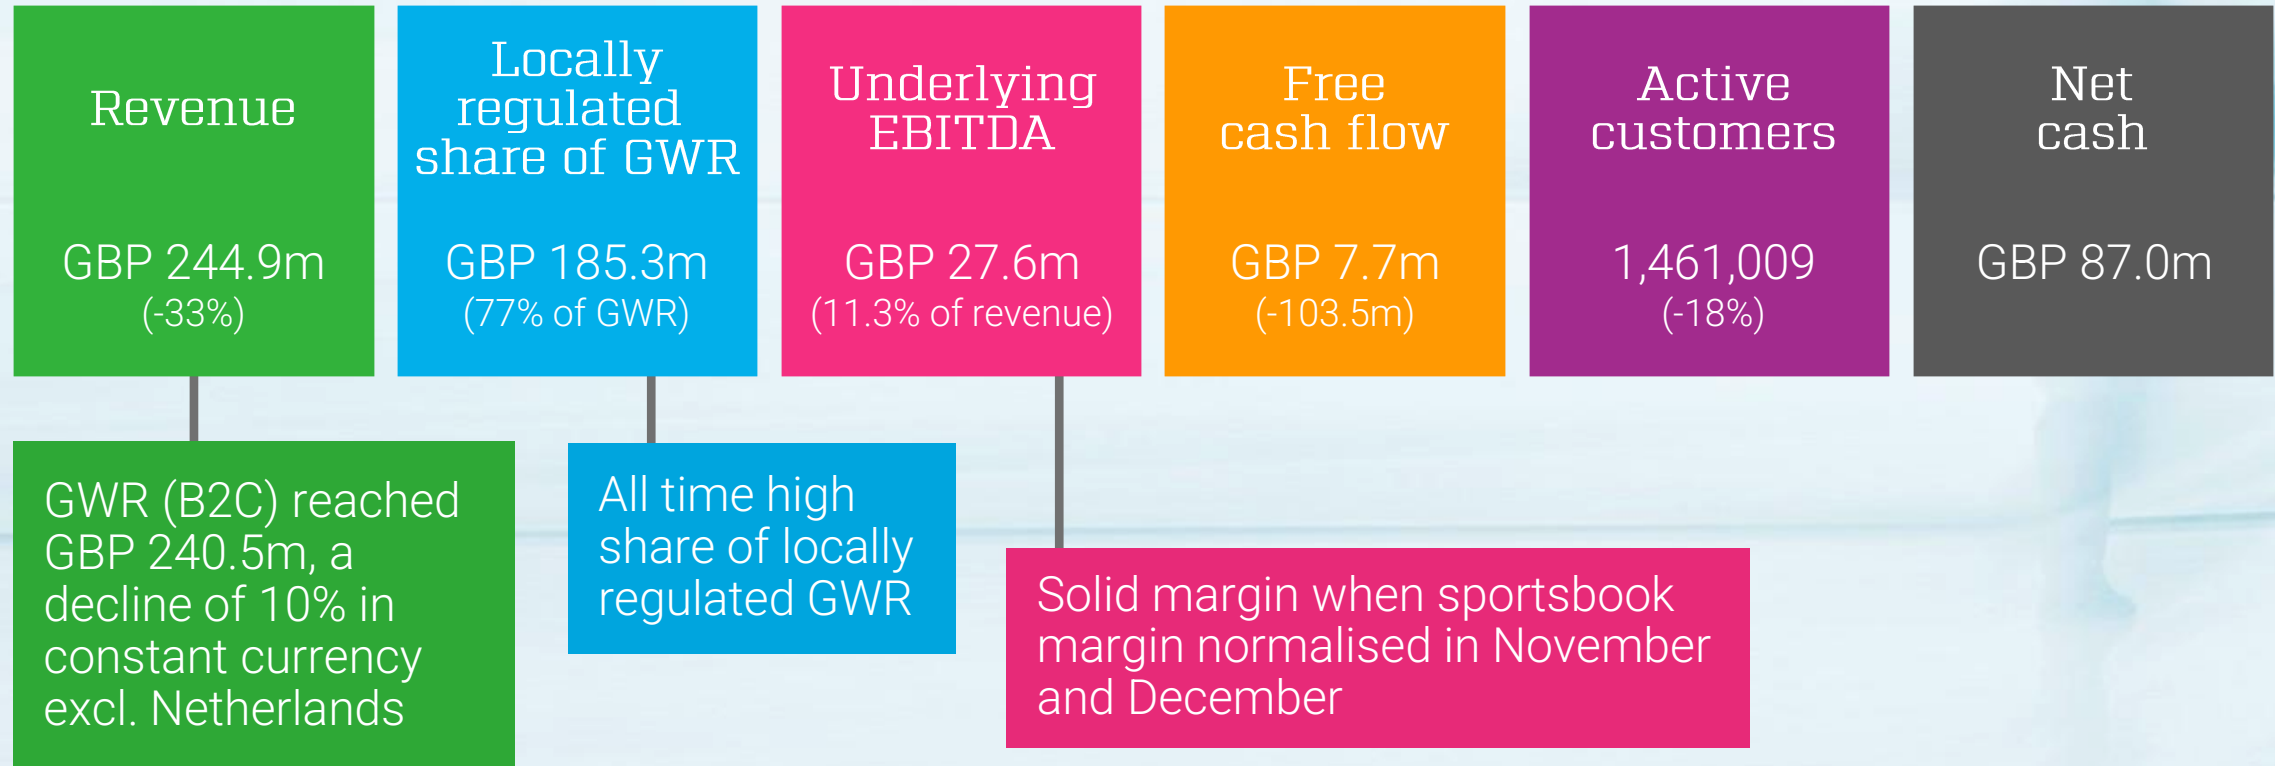 Revenue
GBP 244.9m
(-33%)
Locally
regulated
share of GWR
GBP 185.3m
(77% of GWR)
Underlying
EBITDA
GBP 27.6m
(11.3% of revenue)
Free
cash flow
GBP 7.7m
(-103.5m)
Active
customers
1,461,009
(-18%)
Net
cash
GBP 87.0m
GWR (B2C) reached
GBP 240.5m, a
decline of 10% in
constant currency
excl. Netherlands
All time high
share of locally
regulated GWR
Solid margin when sportsbook
margin normalised in November
and December